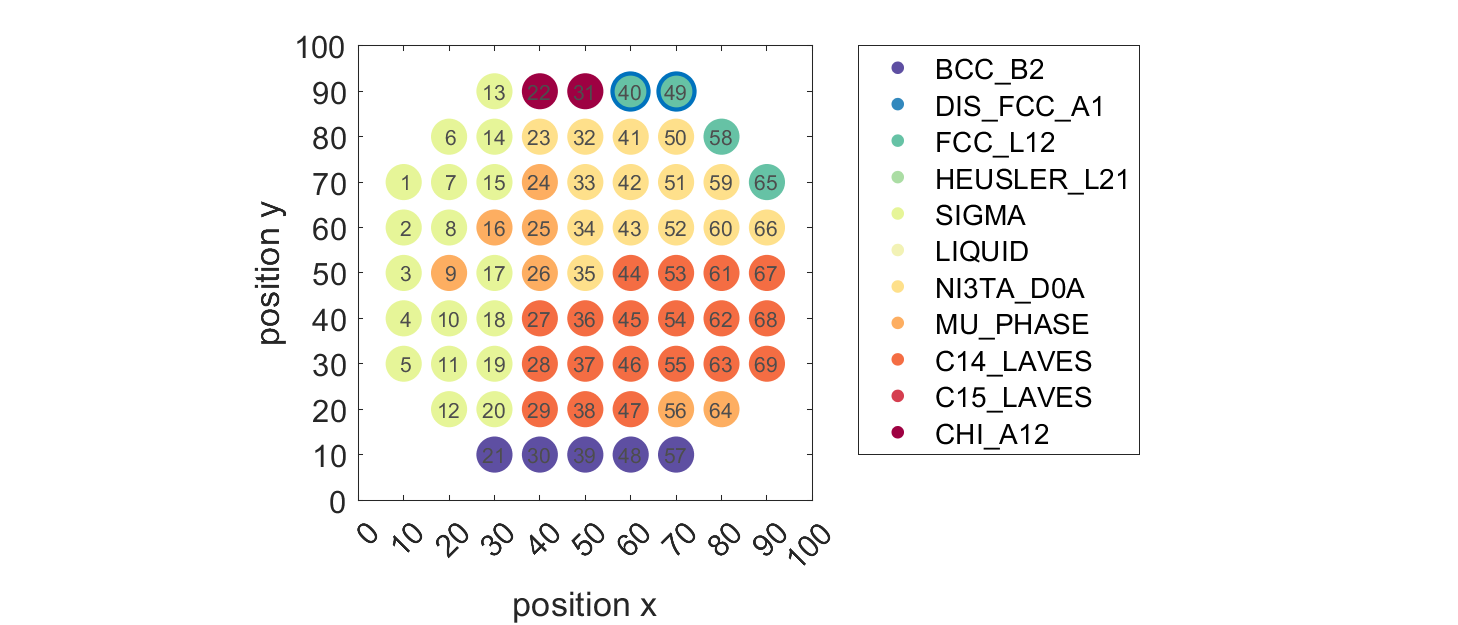 100
90
80
70
60
50
40
30
20
10
0
13 22 31 40 49
6 14 23 32 41 50 58
1 7 15 24 33 42 51 59 65
2 8 16 25 34 43 52 60 66
3 9 17 26 35 44 53 61 67
4 10 18 27 36 45 54 62 68
5 11 19 28 37 46 55 63 69
12 20 29 38 47 56 64
21 30 39 48 57
0 10 20 30 40 50 60 70 80 90 100
position x
position y
BCC_B2
DIS_FCC_A1
FCC_L12
HEUSLER_L21
SIGMA
LIQUID
NI3TA_D0A
MU_PHASE
C14_LAVES
C15_LAVES
CHI_A12